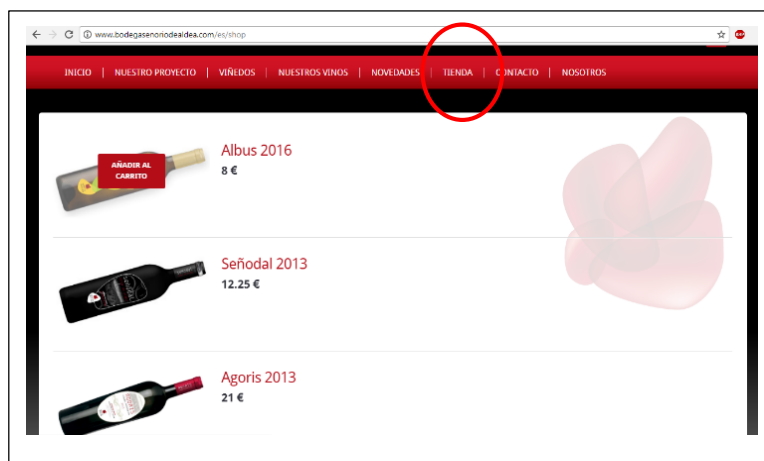 www.bodegasenoriodealdea.com/es/shop
INICIO | NUESTRO PROYECTO | VIÑEDOS | NUESTROS VINOS | NOVEDADES | TIENDA | CONTACTO | NOSOTROS
Albus 2016
8 €
AÑADIR AL
CARRITO
Señodal 2013
12.25 €
Agoris 2013
21 €